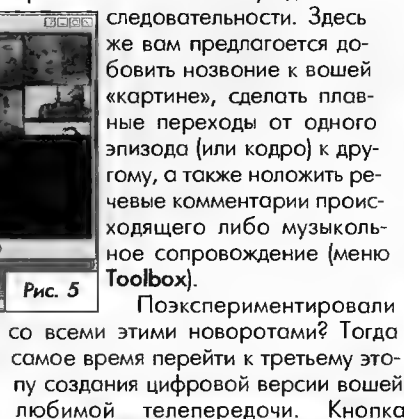 следовательности. Здесь
же вам предлагается до-
бавить название к вашей
«картине», сделать плав-
ные переходы от одного
эпизода (или кадра) к дру-
гому, а также наложить ре-
чевые комментарии проис-
ходящего либо музыкаль-
ное сопровождение (меню
Toolbox).
Рис. 5
Поэкспериментировали
со всеми этими наворотами? Тогда
самое время перейти к третьему эта-
пу создания цифровой версии вашей
любимой телепередачи. Кнопка